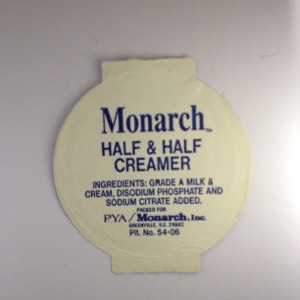 Monarch™
HALF & HALF
CREAMER
INGREDIENTS: GRADE A MILK &
CREAM, DISODIUM PHOSPHATE AND
SODIUM CITRATE ADDED.
PACKED FOR
PYA/Monarch, Inc.
GREENVILLE, S.C. 29602
Plt. No. 54-06